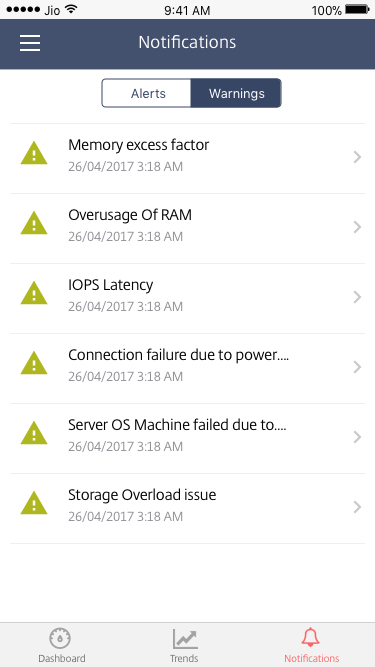 Jio 9:41 AM 100%
Notifications
Alerts Warnings
Memory excess factor
26/04/2017 3:18 AM
Overusage Of RAM
26/04/2017 3:18 AM
IOPS Latency
26/04/2017 3:18 AM
Connection failure due to power....
26/04/2017 3:18 AM
Server OS Machine failed due to....
26/04/2017 3:18 AM
Storage Overload issue
26/04/2017 3:18 AM
Dashboard Trends Notifications